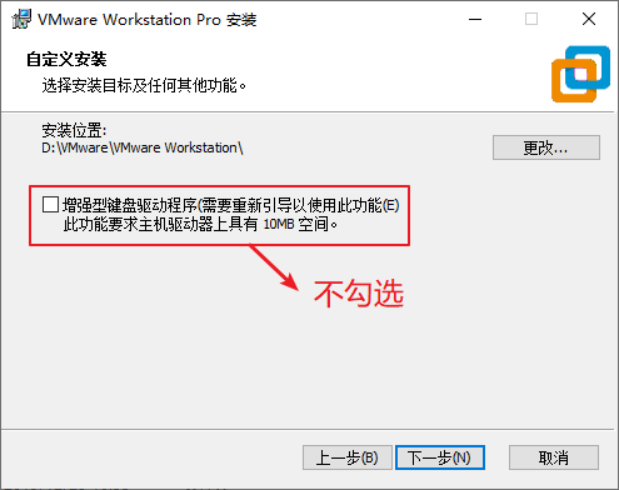 VMware Workstation Pro 安装
自定义安装
选择安装目标及任何其他功能。
安装位置:
D:\VMware\VMware Workstation\
更改...
增强型键盘驱动程序(需要重新引导以使用此功能(E)
此功能要求主机驱动器上具有 10MB 空间。
不勾选
上一步(B)
下一步(N)
取消